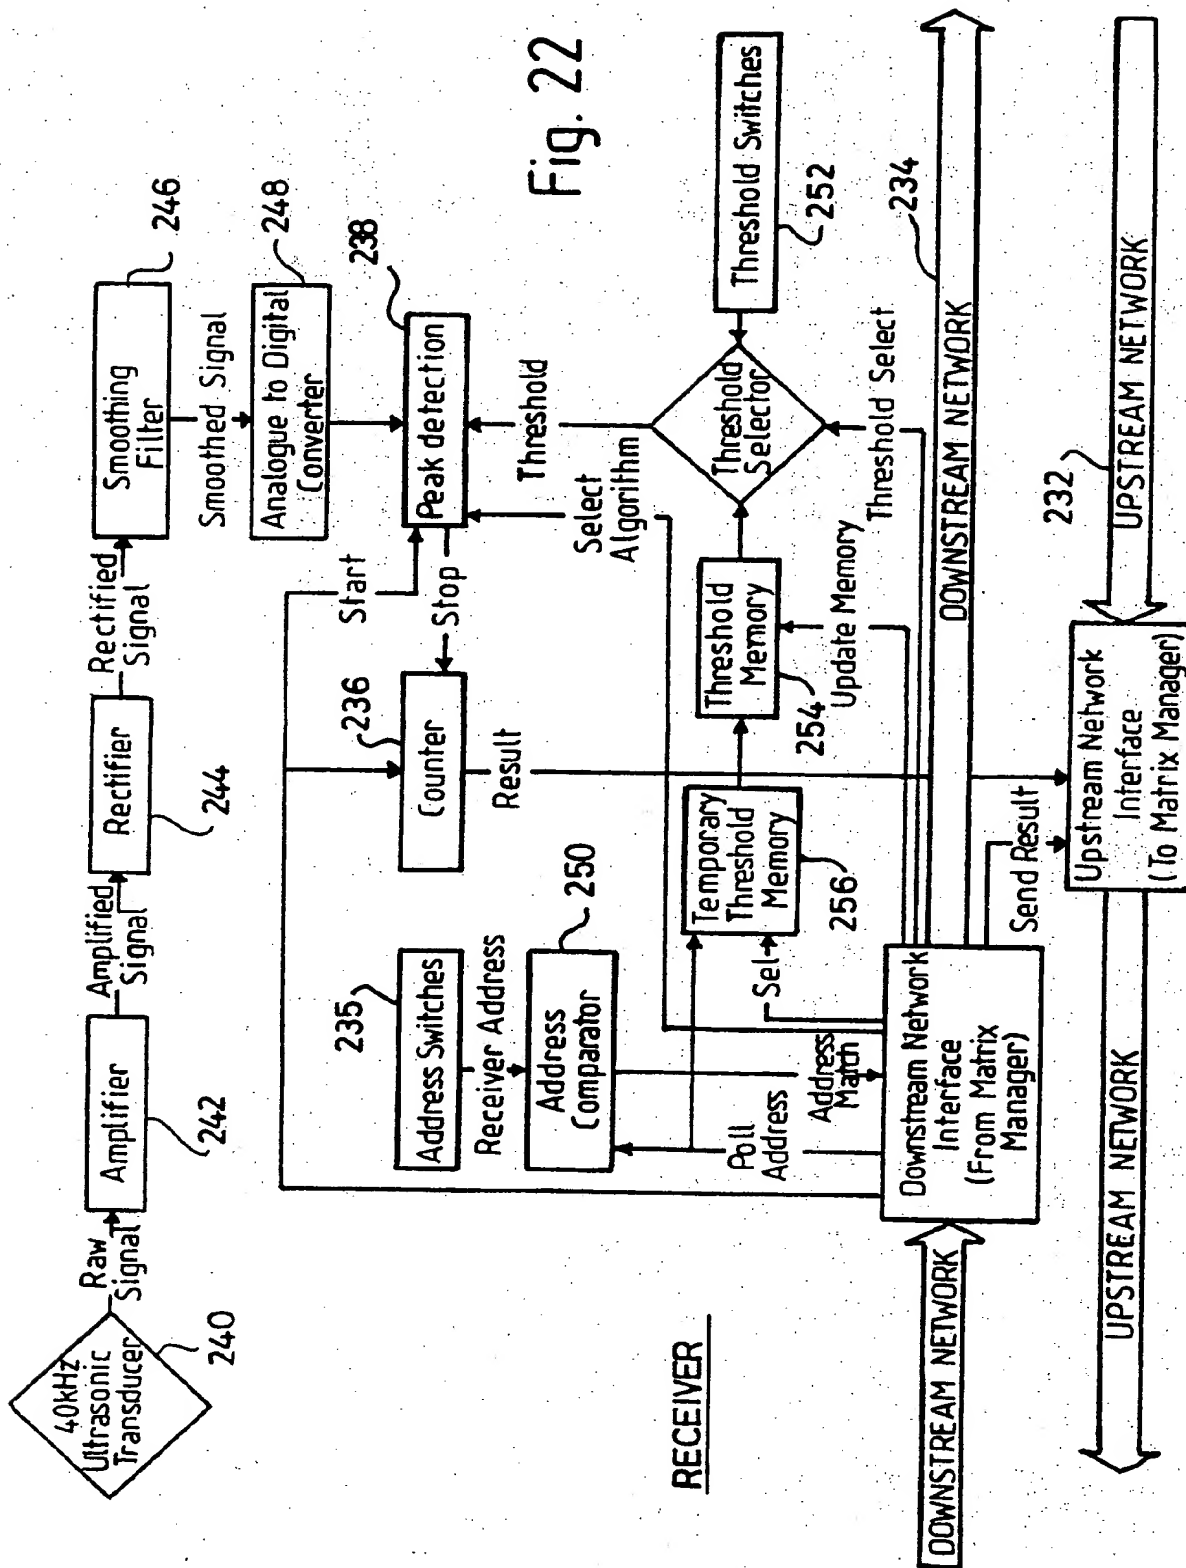 40kHz
Ultrasonic
Transducer
240
Raw
Signal
Amplifier
242
Amplified
Signal
Rectifier
244
Rectified
Signal
Smoothing
Filter
246
Smoothed Signal
Analogue to Digital
Converter
248
Start
Peak detection
238
Stop
Counter
236
Result
Address Switches
235
Receiver Address
Address
Comparator
250
Select
Algorithm
Threshold
Fig. 22
Temporary
Threshold
Memory
256
Threshold
Memory
254
Threshold
Selector
Threshold Switches
252
Sel
Update Memory
Threshold Select
Poll
Address
Address
Match
RECEIVER
DOWNSTREAM NETWORK
Downstream Network
Interface
(From Matrix
Manager)
DOWNSTREAM NETWORK
234
Send Result
UPSTREAM NETWORK
Upstream Network
Interface
(To Matrix Manager)
UPSTREAM NETWORK
232